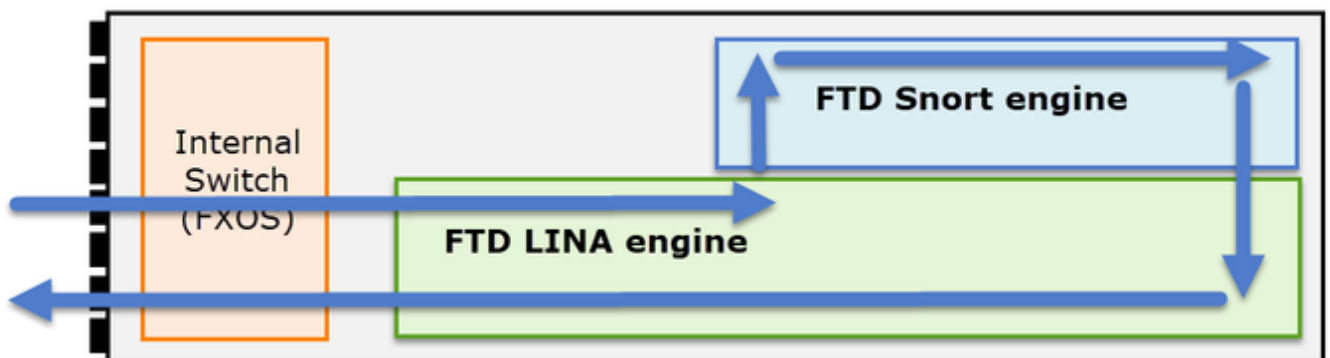 Internal
Switch
(FXOS)
FTD Snort engine
FTD LINA engine